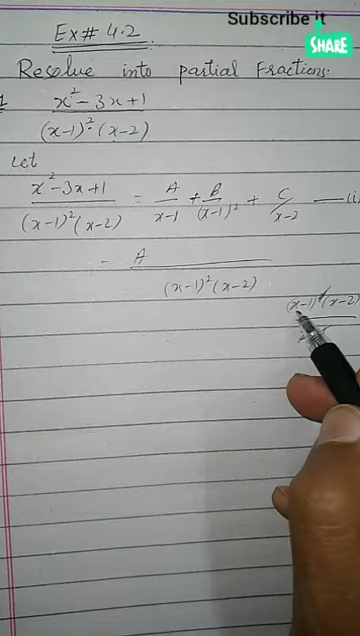 Subscribe it
SHARE
Ex# 4.2
Resolve into partial Fractions:
x² - 3x + 1
(x-1)² (x-2)
Let
x² - 3x + 1 = A + B + C — (i)
(x-1)² (x-2) x-1 (x-1)² x-2
= A
(x-1)² (x-2)
(x-1)² (x-2)